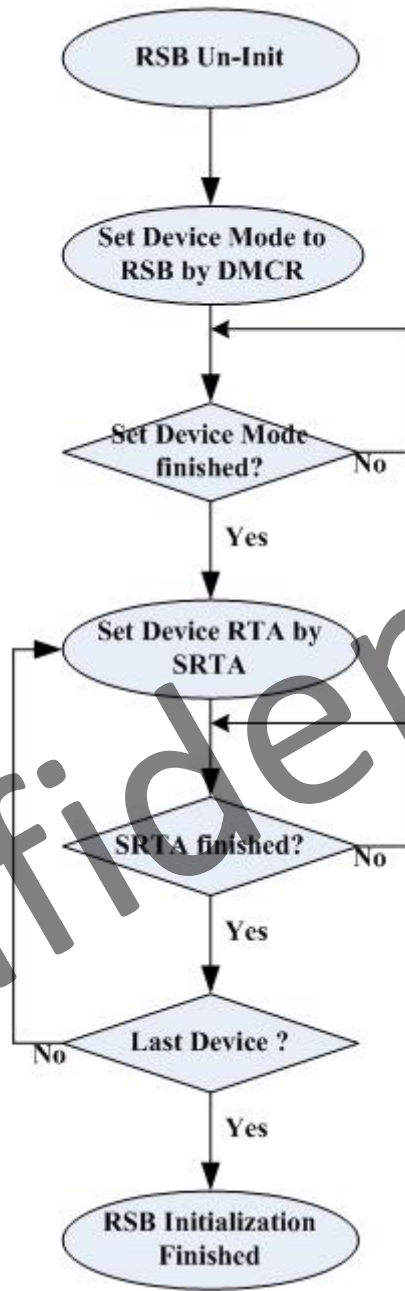 RSB Un-Init
Set Device Mode to
RSB by DMCR
Set Device Mode
finished?
No
Yes
Set Device RTA by
SRTA
SRTA finished?
No
Yes
Last Device ?
No
Yes
RSB Initialization
Finished